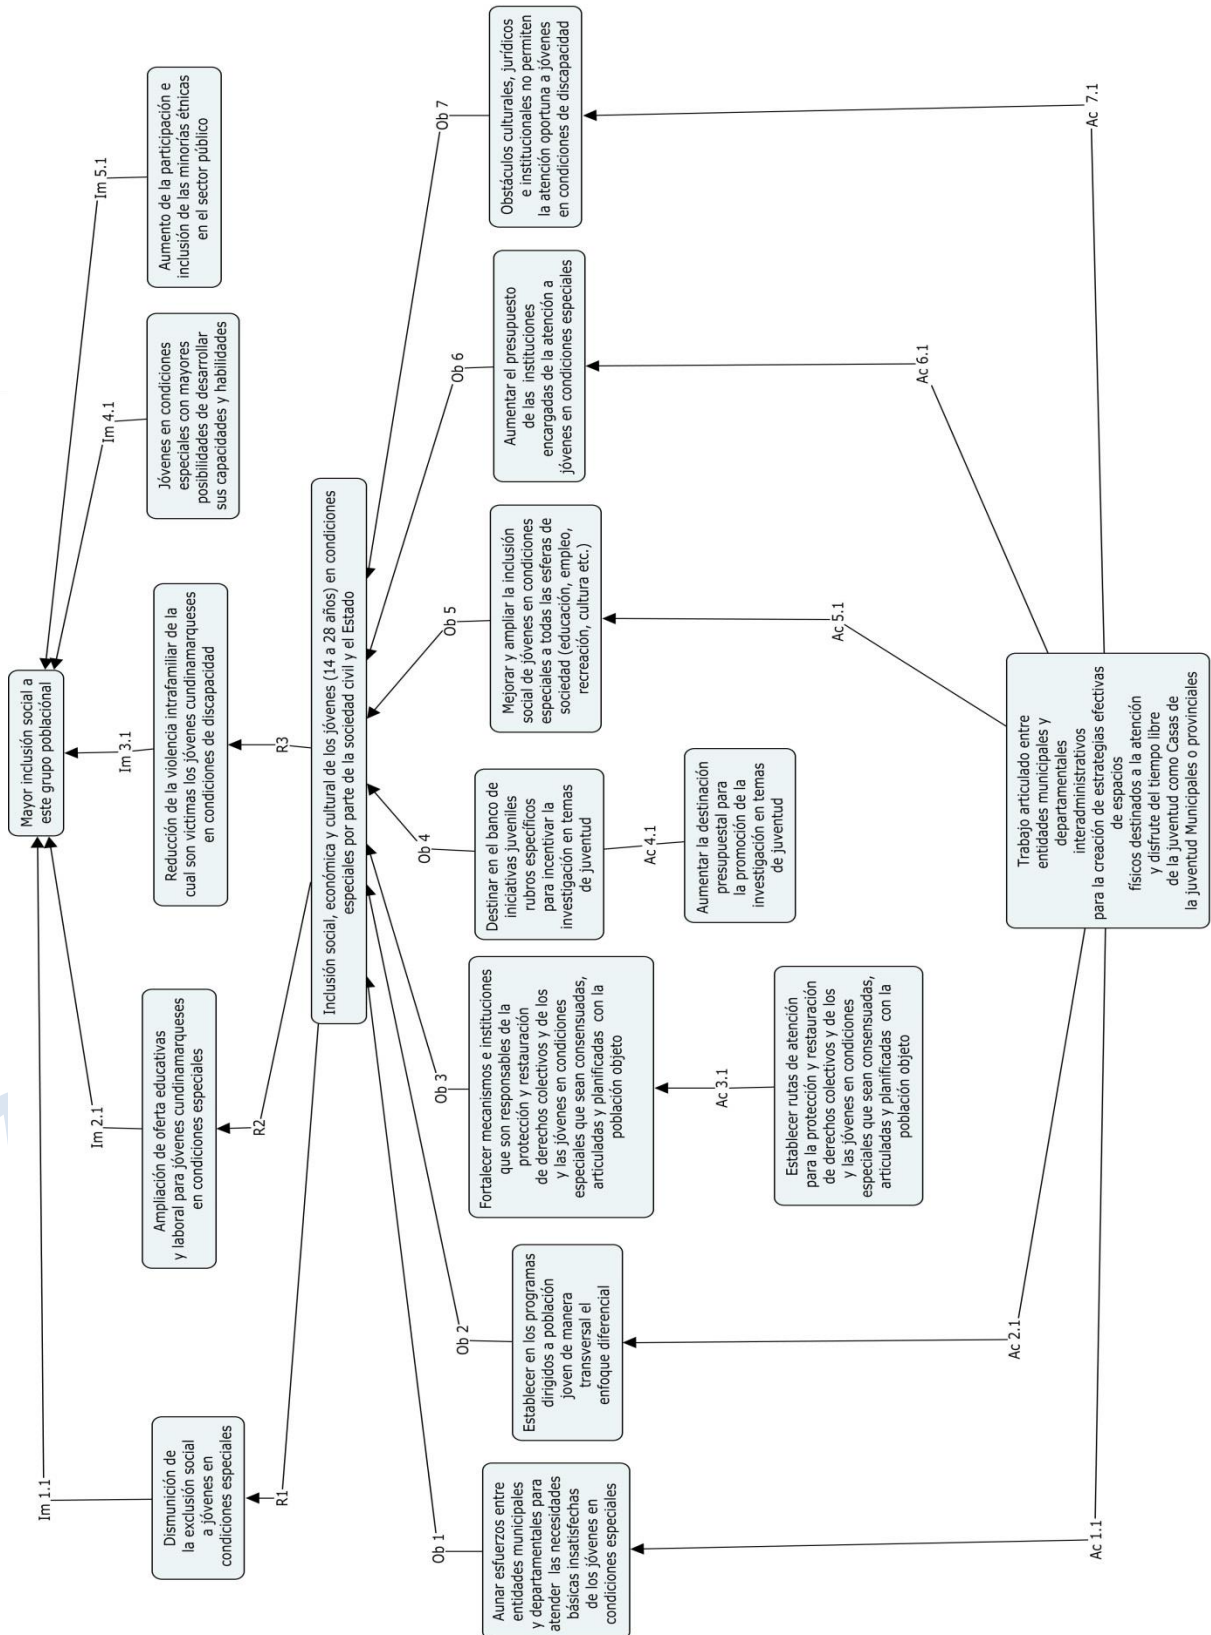 Mayor inclusión social a
este grupo poblaciónal
Im 1.1
Im 2.1
Im 3.1
Im 4.1
Im 5.1
Dismunición de
la exclusión social
a jóvenes en
condiciones especiales
Ampliación de oferta educativas
y laboral para jóvenes cundinamarqueses
en condiciones especiales
Reducción de la violencia intrafamiliar de la
cual son victimas los jóvenes cundinamarqueses
en condiciones de discapacidad
Jóvenes en condiciones
especiales con mayores
posibilidades de desarrollar
sus capacidades y habilidades
Aumento de la participación e
inclusión de las minorías étnicas
en el sector público
R1
R2
R3
Inclusión social, económica y cultural de los jóvenes (14 a 28 años) en condiciones
especiales por parte de la sociedad civil y el Estado
Ob 1
Ob 2
Ob 3
Ob 4
Ob 5
Ob 6
Ob 7
Aunar esfuerzos entre
entidades municipales
y departamentales para
atender las necesidades
básicas insatisfechas
de los jóvenes en
condiciones especiales
Establecer en los programas
dirigidos a población
joven de manera
transversal el
enfoque diferencial
Fortalecer mecanismos e instituciones
que son responsables de la
protección y restauración
de derechos colectivos y de los
y las jóvenes en condiciones
especiales que sean consensuadas,
articuladas y planificadas con la
población objeto
Destinar en el banco de
iniciativas juveniles
rubros específicos
para incentivar la
investigación en temas
de juventud
Mejorar y ampliar la inclusión
social de jóvenes en condiciones
especiales a todas las esferas de
sociedad (educación, empleo,
recreación, cultura etc.)
Aumentar el presupuesto
de las instituciones
encargadas de la atención a
jóvenes en condiciones especiales
Obstáculos culturales, jurídicos
e institucionales no permiten
la atención oportuna a jóvenes
en condiciones de discapacidad
Ac 1.1
Ac 2.1
Ac 3.1
Ac 4.1
Ac 5.1
Ac 6.1
Ac 7.1
Establecer rutas de atención
para la protección y restauración
de derechos colectivos y de los
y las jóvenes en condiciones
especiales que sean consensuadas,
articuladas y planificadas con la
población objeto
Aumentar la destinación
presupuestal para
la promoción de la
investigación en temas
de juventud
Trabajo articulado entre
entidades municipales y
departamentales
interadministrativos
para la creación de estrategias efectivas
de espacios
físicos destinados a la atención
y disfrute del tiempo libre
de la juventud como Casas de
la juventud Municipales o provinciales